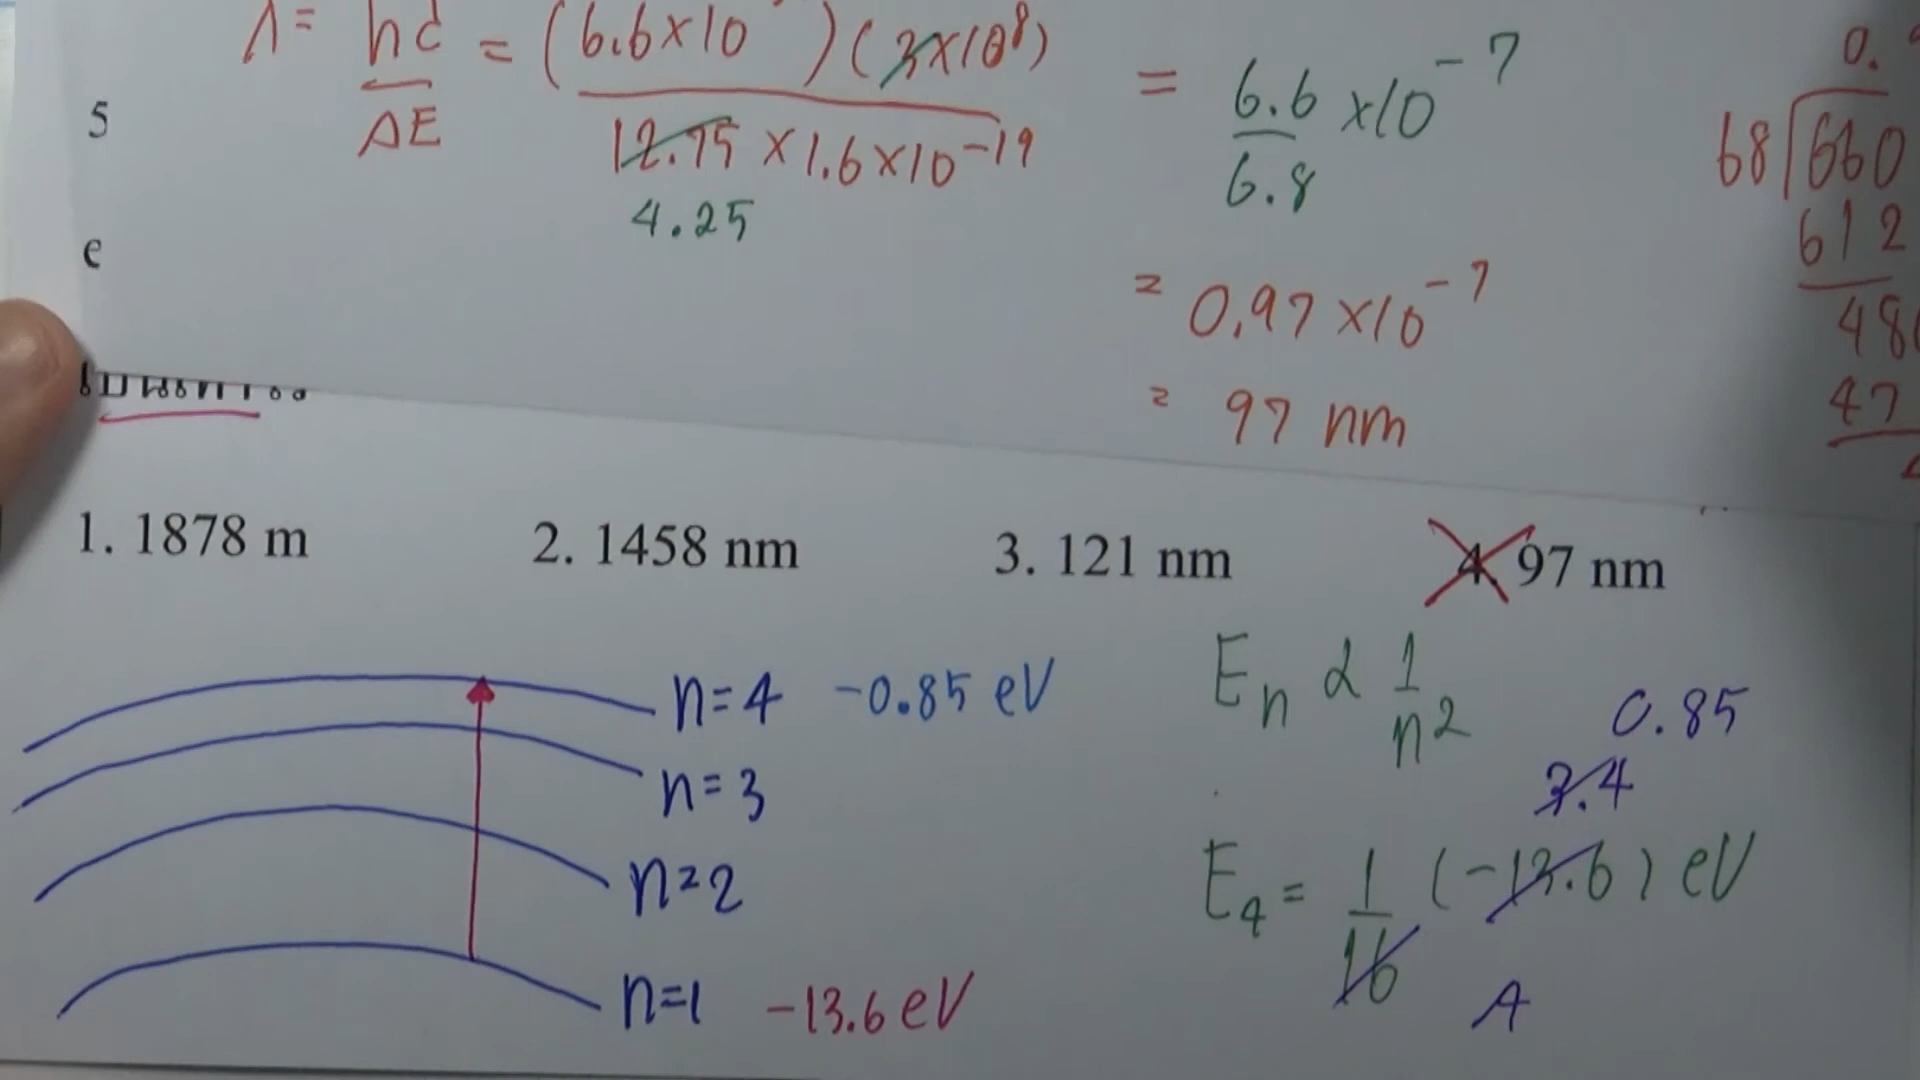 λ = hc/ΔE = (6.6×10 )(3×10⁸) / 12.75 × 1.6×10⁻¹⁹ = 6.6/6.8 ×10⁻⁷
4.25
5
e
= 0.97 ×10⁻⁷
= 97 nm
0.9
68 660
612
480
47
1. 1878 m 2. 1458 nm 3. 121 nm 4. 97 nm
n=4 -0.85 eV
n=3
n=2
n=1 -13.6 eV
Eₙ α 1/n²
0.85
3.4
E₄ = 1/16 (-13.6) eV
4